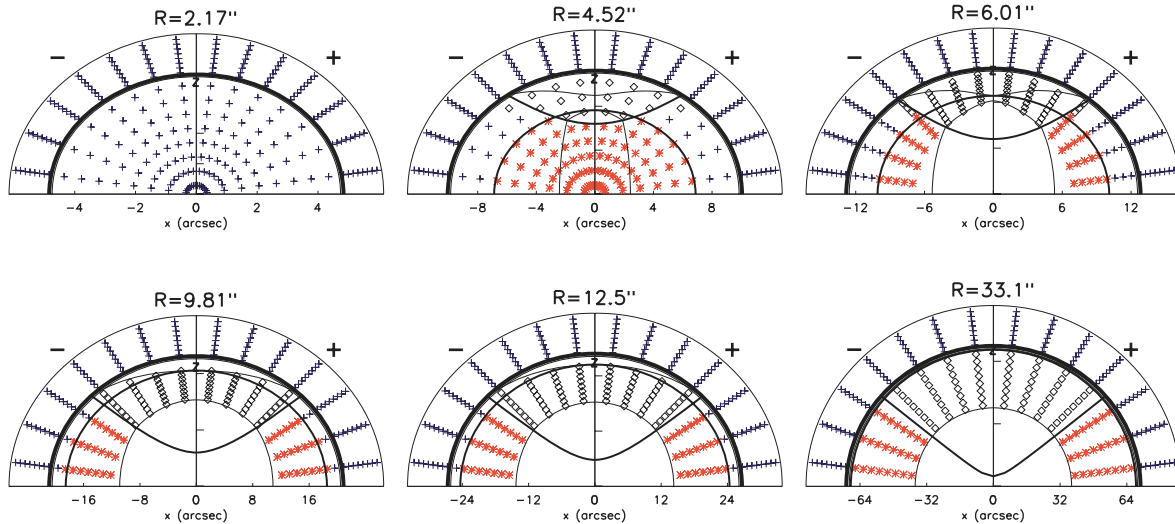 R=2.17'' R=4.52'' R=6.01''
− + − + − +
z z z
−4 −2 0 2 4 −8 −4 0 4 8 −12 −6 0 6 12
x (arcsec) x (arcsec) x (arcsec)
R=9.81'' R=12.5'' R=33.1''
− + − + − +
z z z
−16 −8 0 8 16 −24 −12 0 12 24 −64 −32 0 32 64
x (arcsec) x (arcsec) x (arcsec)